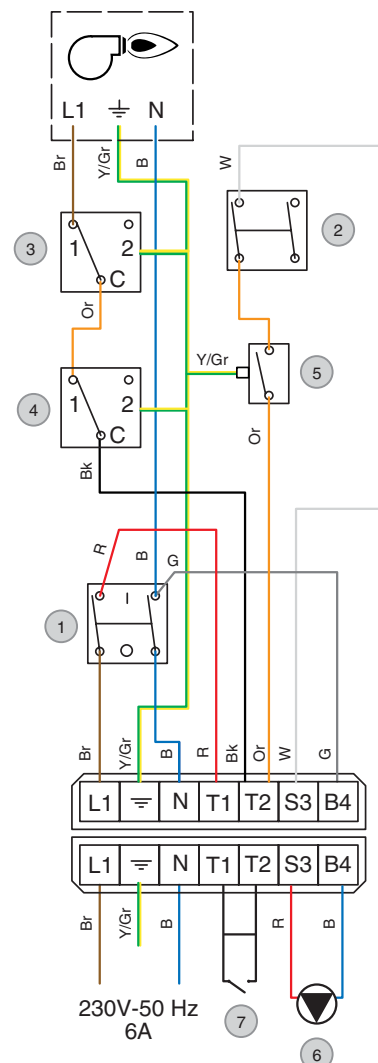 L1 N
Br
Y/Gr
B
W
2
3
1 2
C
Or
Y/Gr
5
4
1 2
C
Bk
Or
R
B
G
1
I
O
Br
Y/Gr
B
R
Bk
Or
W
G
L1 N T1 T2 S3 B4
L1 N T1 T2 S3 B4
Br
Y/Gr
B
R
B
230V-50 Hz
6A
7
6